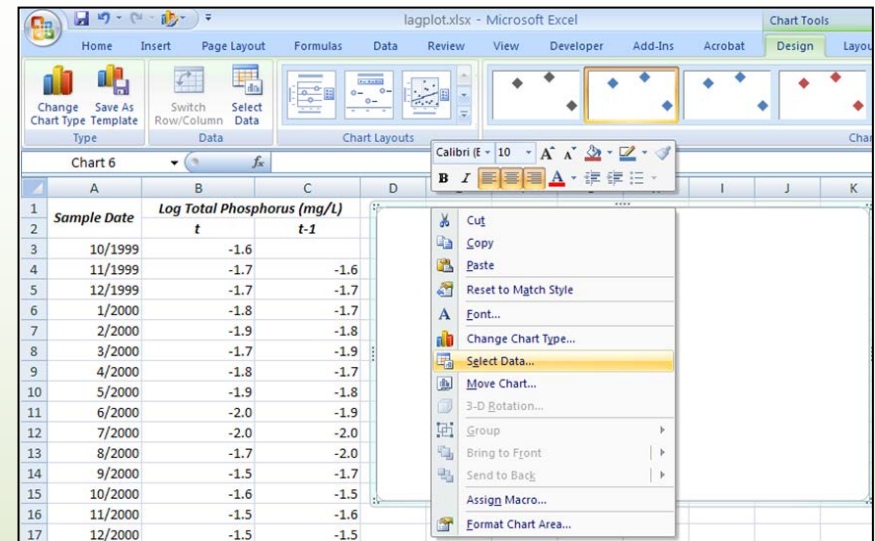 lagplot.xlsx - Microsoft Excel
Chart Tools
Home Insert Page Layout Formulas Data Review View Developer Add-Ins Acrobat Design Layou
Change Chart Type
Save As Template
Switch Row/Column
Select Data
Type
Data
Chart Layouts
Char
Chart 6
fx
Calibri (E 10 A A
B I A
A B C D I J K
1 Sample Date Log Total Phosphorus (mg/L)
2 t t-1
3 10/1999 -1.6
4 11/1999 -1.7 -1.6
5 12/1999 -1.7 -1.7
6 1/2000 -1.8 -1.7
7 2/2000 -1.9 -1.8
8 3/2000 -1.7 -1.9
9 4/2000 -1.8 -1.7
10 5/2000 -1.9 -1.8
11 6/2000 -2.0 -1.9
12 7/2000 -2.0 -2.0
13 8/2000 -1.7 -2.0
14 9/2000 -1.5 -1.7
15 10/2000 -1.6 -1.5
16 11/2000 -1.5 -1.6
17 12/2000 -1.5 -1.5
Cut
Copy
Paste
Reset to Match Style
A Font...
Change Chart Type...
Select Data...
Move Chart...
3-D Rotation...
Group
Bring to Front
Send to Back
Assign Macro...
Format Chart Area...